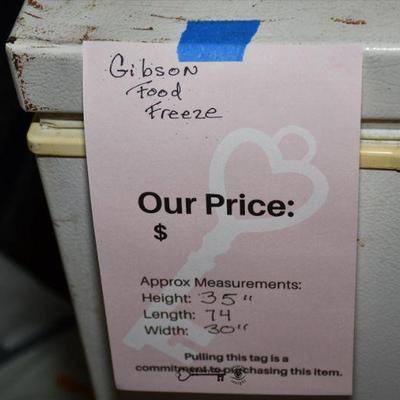 Gibson
Food
Freeze
Our Price:
$
Approx Measurements:
Height: 35"
Length: 74
Width: 30"
Pulling this tag is a
commitment to purchasing this item.